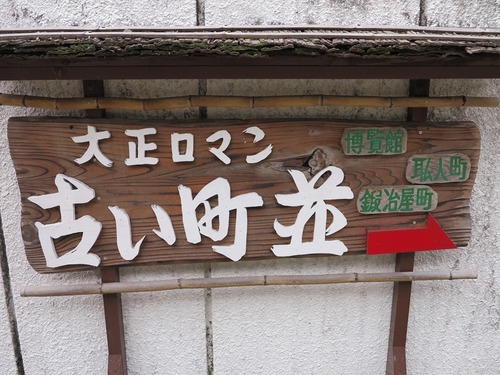 大正ロマン
古い町並
博覧館
職人町
鍛冶屋町